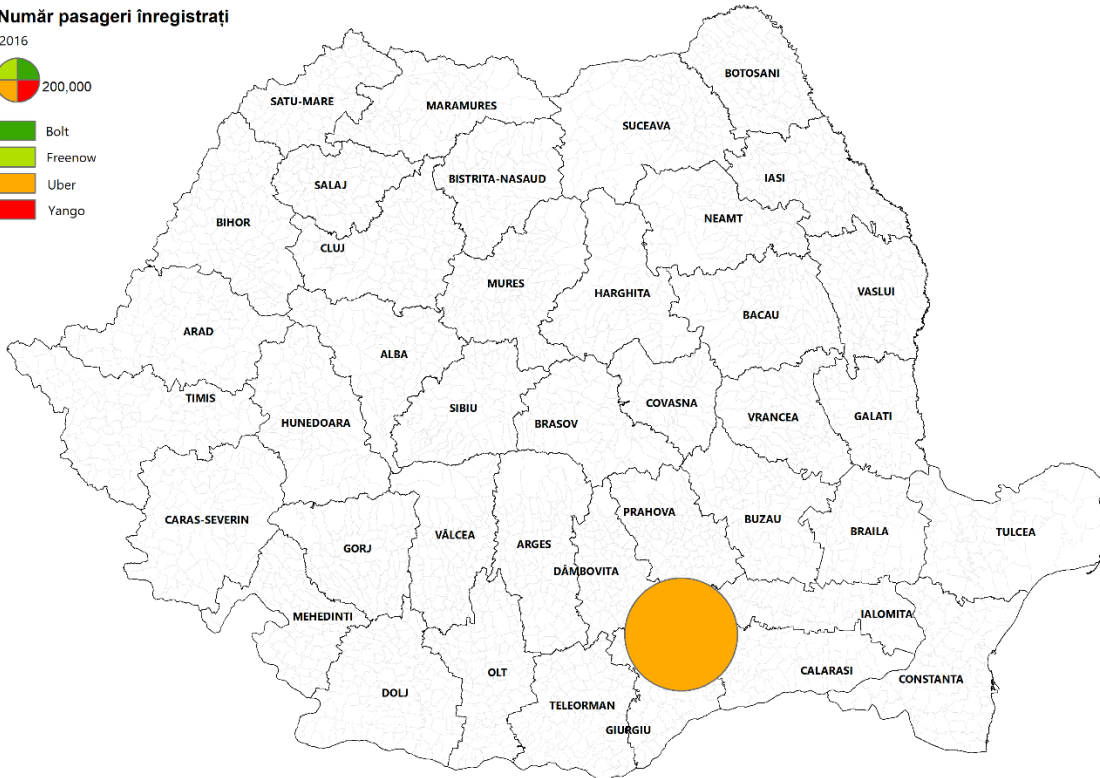 Număr pasageri înregistrați
2016
200,000
Bolt
Freenow
Uber
Yango
BOTOSANI
SATU-MARE
MARAMURES
SUCEAVA
SALAJ
BISTRITA-NASAUD
IASI
BIHOR
CLUJ
NEAMT
MURES
HARGHITA
VASLUI
BACAU
ARAD
ALBA
TIMIS
HUNEDOARA
SIBIU
BRASOV
COVASNA
VRANCEA
GALATI
CARAS-SEVERIN
GORJ
VÂLCEA
ARGES
PRAHOVA
BUZAU
BRAILA
TULCEA
DÂMBOVITA
MEHEDINTI
IALOMITA
OLT
CALARASI
CONSTANTA
DOLJ
TELEORMAN
GIURGIU